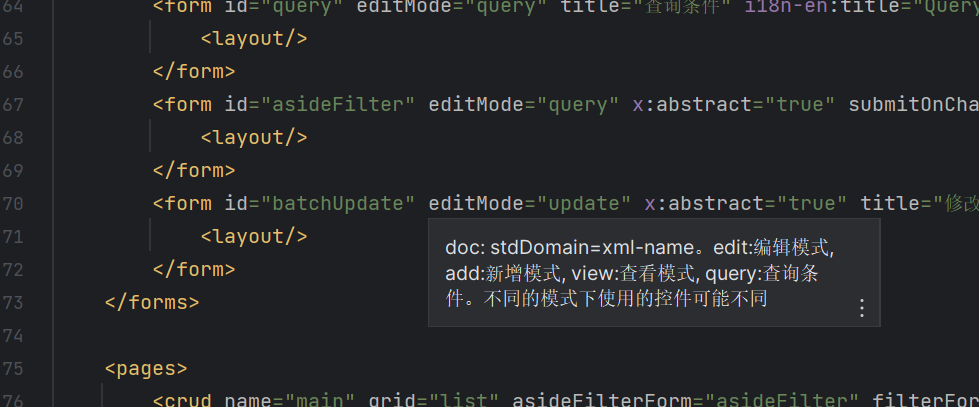 64 <form id="query" editMode="query" title="查询条件" i18n-en:title="Query
65 <layout/>
66 </form>
67 <form id="asideFilter" editMode="query" x:abstract="true" submitOnCha
68 <layout/>
69 </form>
70 <form id="batchUpdate" editMode="update" x:abstract="true" title="修改
71 <layout/>
72 </form>
73 </forms>
74
75 <pages>
76 <crud name="main" grid="list" asideFilterForm="asideFilter" filterFor
doc: stdDomain=xml-name。edit:编辑模式,
add:新增模式, view:查看模式, query:查询条
件。不同的模式下使用的控件可能不同